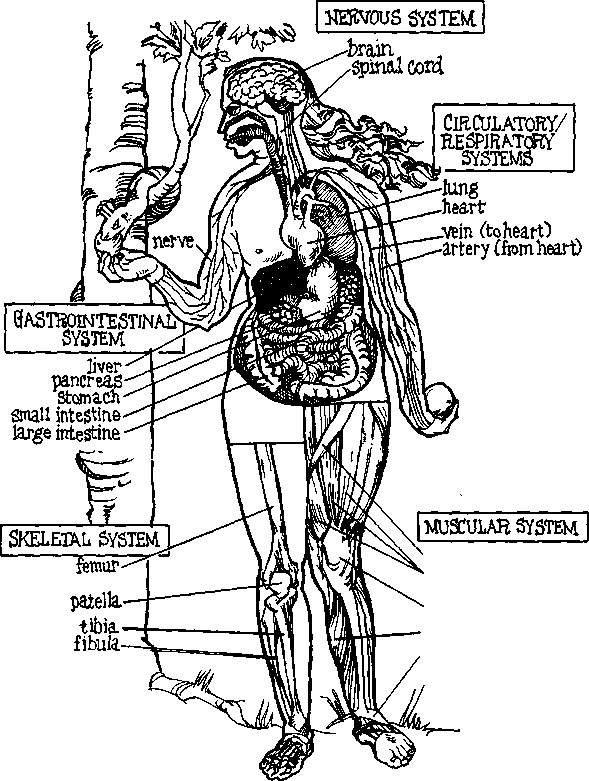 NERVOUS SYSTEM
brain
spinal cord
CIRCULATORY/
RESPIRATORY
SYSTEMS
lung
heart
vein (to heart)
artery (from heart)
nerve
GASTROINTESTINAL
SYSTEM
liver
pancreas
stomach
small intestine
large intestine
SKELETAL SYSTEM
femur
patella
tibia
fibula
MUSCULAR SYSTEM